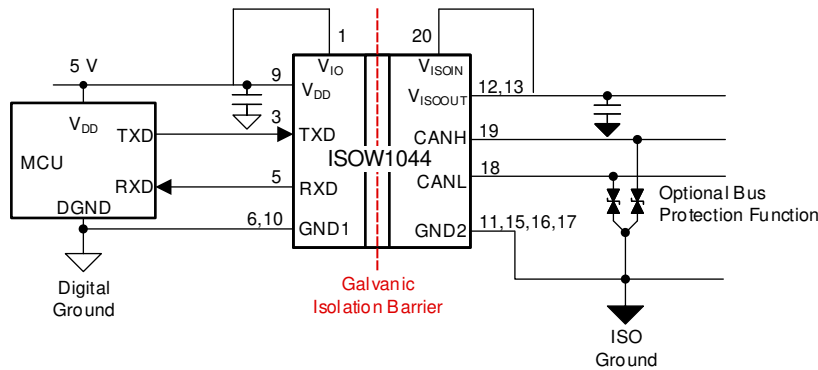 1
20
5 V
9
VIO
VDD
VISOIN
VISOOUT
12,13
VDD
TXD
3
TXD
CANH
19
MCU
ISOW1044
RXD
5
RXD
CANL
18
Optional Bus
Protection Function
DGND
6,10
GND1
GND2
11,15,16,17
Digital
Ground
Galvanic
Isolation Barrier
ISO
Ground